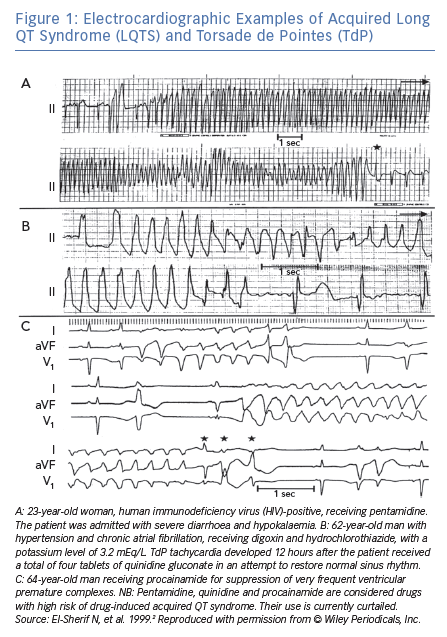 Figure 1: Electrocardiographic Examples of Acquired Long
QT Syndrome (LQTS) and Torsade de Pointes (TdP)
A
II
1 sec
★
II
B
II
1 sec
II
C
I
aVF
V1
I
aVF
V1
★ ★ ★
I
aVF
V1
1 sec
A: 23-year-old woman, human immunodeficiency virus (HIV)-positive, receiving pentamidine.
The patient was admitted with severe diarrhoea and hypokalaemia. B: 62-year-old man with
hypertension and chronic atrial fibrillation, receiving digoxin and hydrochlorothiazide, with a
potassium level of 3.2 mEq/L. TdP tachycardia developed 12 hours after the patient received
a total of four tablets of quinidine gluconate in an attempt to restore normal sinus rhythm.
C: 64-year-old man receiving procainamide for suppression of very frequent ventricular
premature complexes. NB: Pentamidine, quinidine and procainamide are considered drugs
with high risk of drug-induced acquired QT syndrome. Their use is currently curtailed.
Source: El-Sherif N, et al. 1999.² Reproduced with permission from © Wiley Periodicals, Inc.